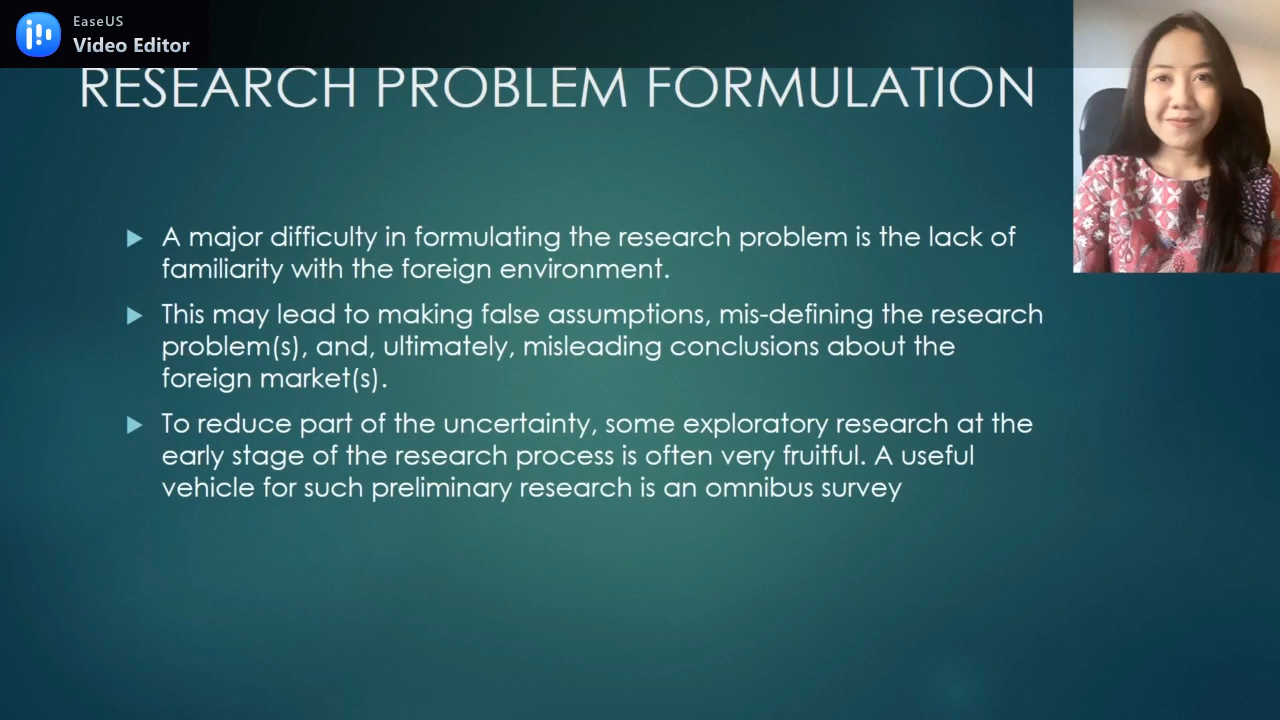 EaseUS
Video Editor
RESEARCH PROBLEM FORMULATION
A major difficulty in formulating the research problem is the lack of
familiarity with the foreign environment.
This may lead to making false assumptions, mis-defining the research
problem(s), and, ultimately, misleading conclusions about the
foreign market(s).
To reduce part of the uncertainty, some exploratory research at the
early stage of the research process is often very fruitful. A useful
vehicle for such preliminary research is an omnibus survey